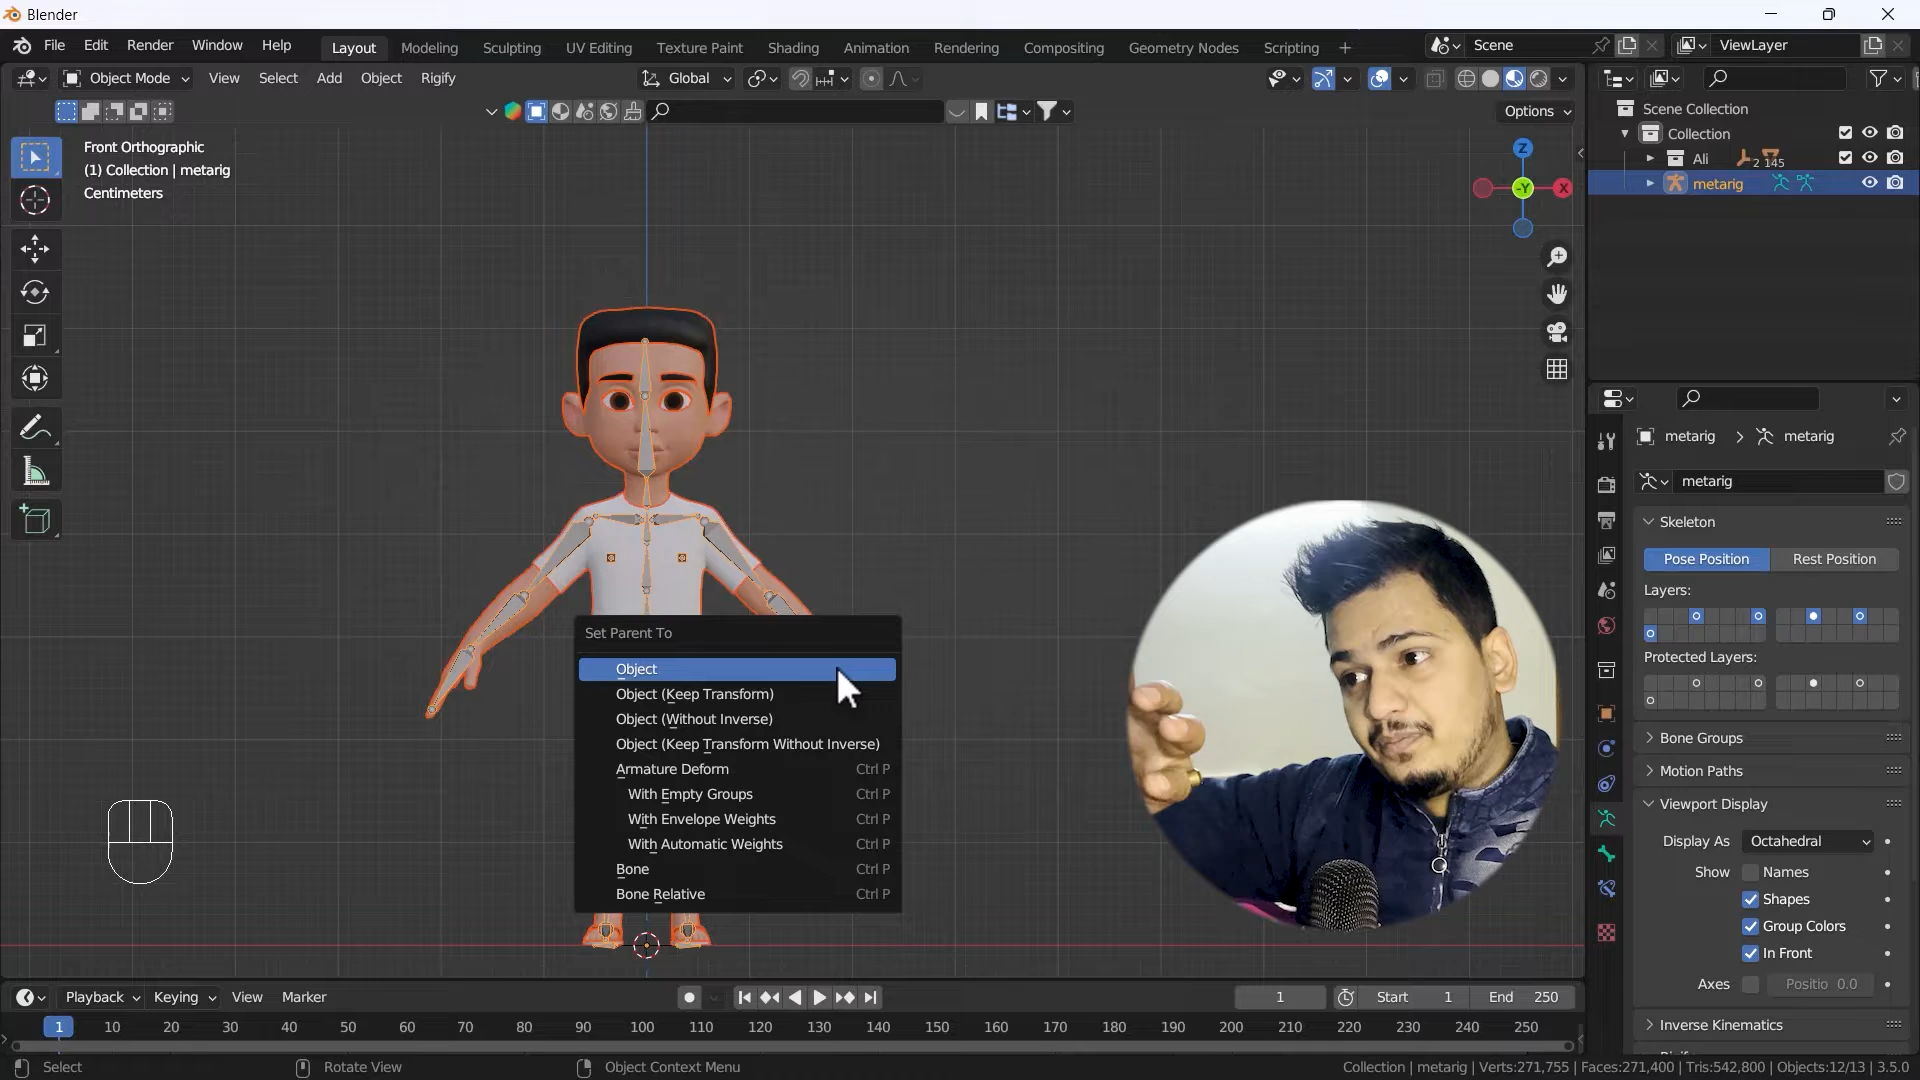 Blender
File Edit Render Window Help
Layout Modeling Sculpting UV Editing Texture Paint Shading Animation Rendering Compositing Geometry Nodes Scripting +
Scene
ViewLayer
Object Mode View Select Add Object Rigify
Global
Options
Front Orthographic
(1) Collection | metarig
Centimeters
Z
-Y
X
Scene Collection
Collection
Ali 2 145
metarig
metarig > metarig
metarig
Skeleton
Pose Position Rest Position
Layers:
Protected Layers:
Bone Groups
Motion Paths
Viewport Display
Display As Octahedral
Show Names
Shapes
Group Colors
In Front
Axes Positio 0.0
Inverse Kinematics
Set Parent To
Object
Object (Keep Transform)
Object (Without Inverse)
Object (Keep Transform Without Inverse)
Armature Deform Ctrl P
With Empty Groups Ctrl P
With Envelope Weights Ctrl P
With Automatic Weights Ctrl P
Bone Ctrl P
Bone Relative Ctrl P
Playback Keying View Marker
1 Start 1 End 250
1 10 20 30 40 50 60 70 80 90 100 110 120 130 140 150 160 170 180 190 200 210 220 230 240 250
Select Rotate View Object Context Menu
Collection | metarig | Verts:271,755 | Faces:271,400 | Tris:542,800 | Objects:12/13 | 3.5.0